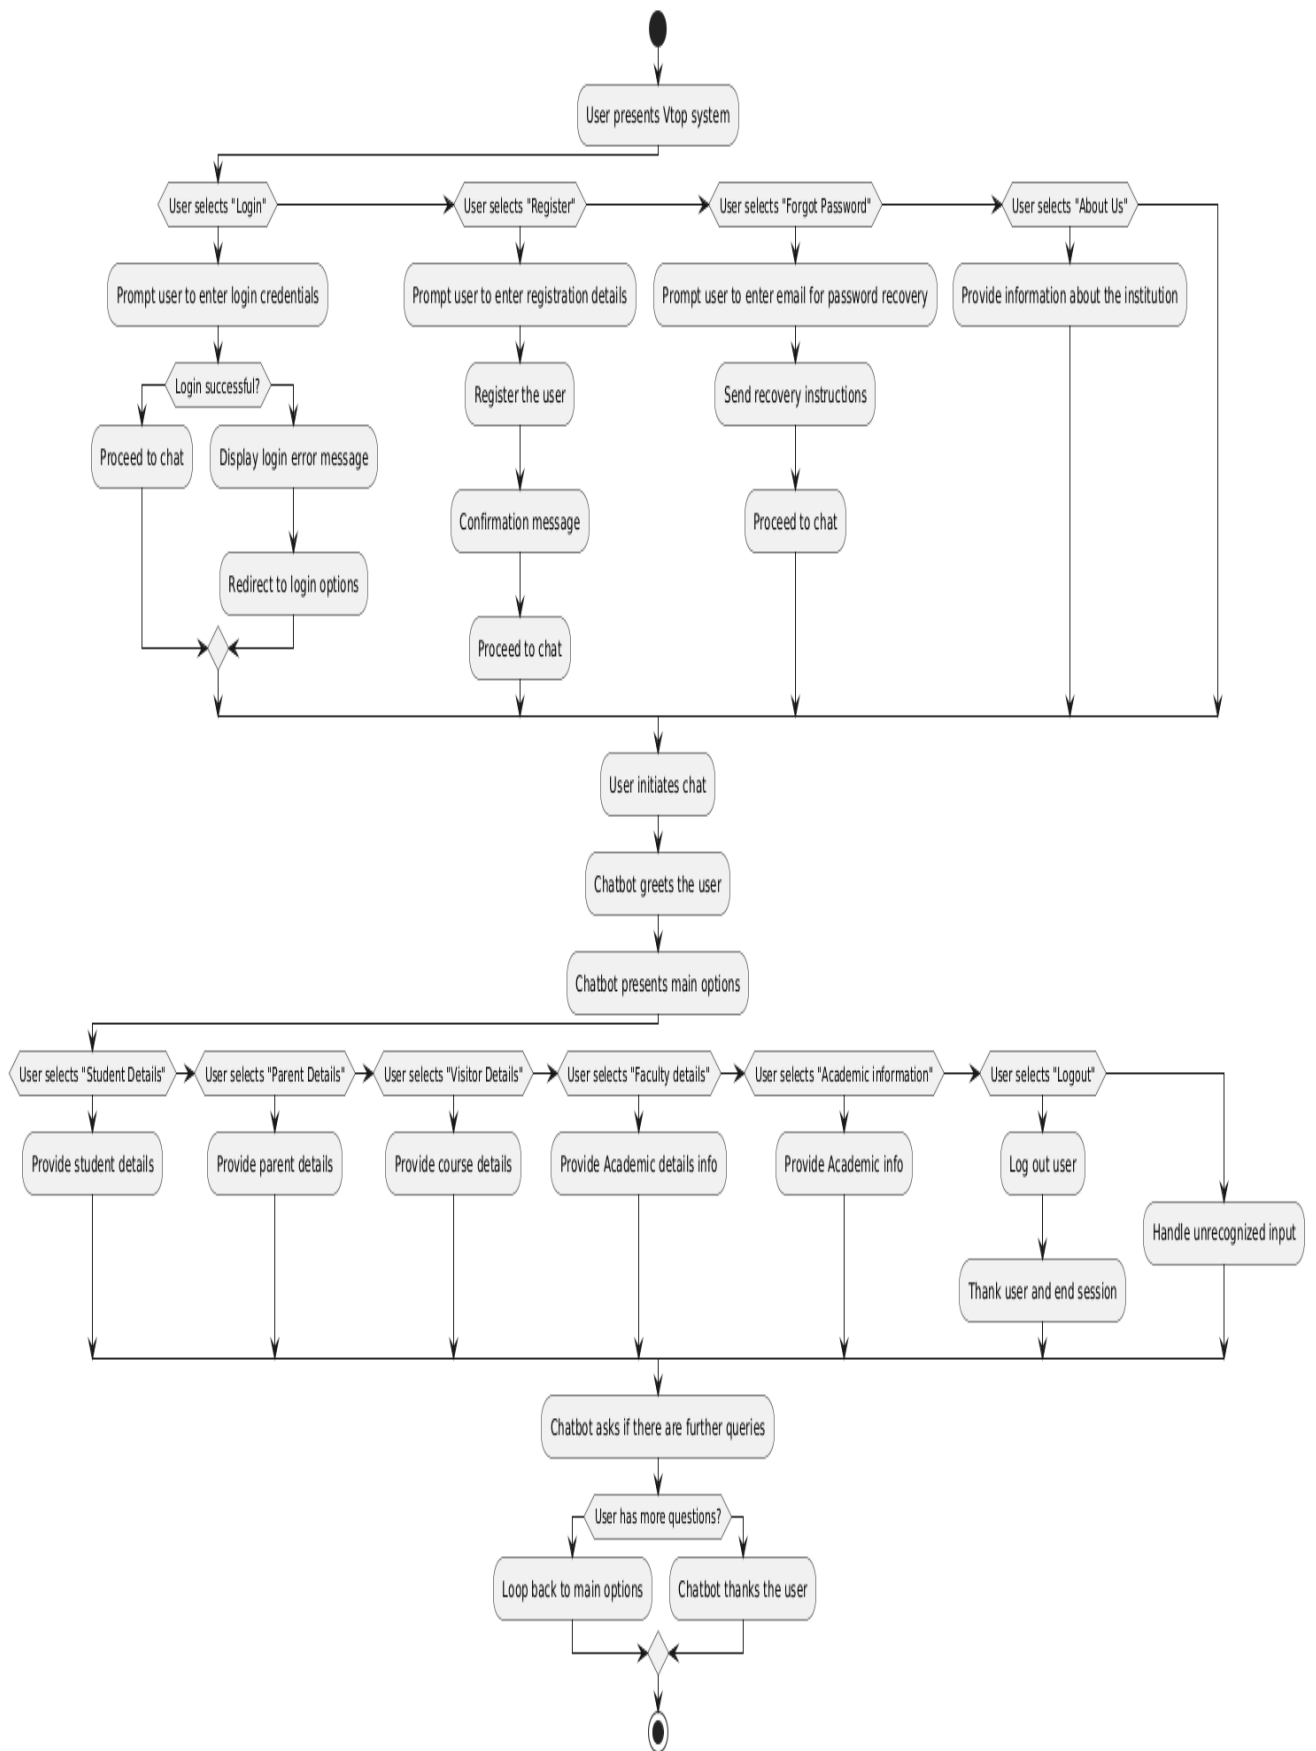 User presents Vtop system
User selects "Login"
User selects "Register"
User selects "Forgot Password"
User selects "About Us"
Prompt user to enter login credentials
Prompt user to enter registration details
Prompt user to enter email for password recovery
Provide information about the institution
Login successful?
Register the user
Send recovery instructions
Proceed to chat
Display login error message
Confirmation message
Proceed to chat
Redirect to login options
Proceed to chat
User initiates chat
Chatbot greets the user
Chatbot presents main options
User selects "Student Details"
User selects "Parent Details"
User selects "Visitor Details"
User selects "Faculty details"
User selects "Academic information"
User selects "Logout"
Provide student details
Provide parent details
Provide course details
Provide Academic details info
Provide Academic info
Log out user
Handle unrecognized input
Thank user and end session
Chatbot asks if there are further queries
User has more questions?
Loop back to main options
Chatbot thanks the user